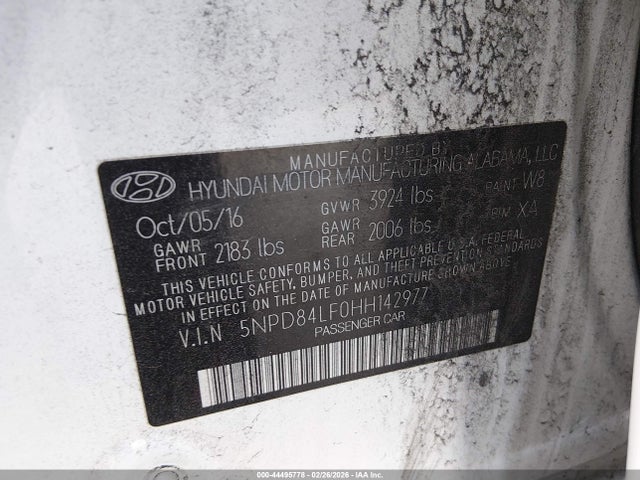 MANUFACTURED BY
HYUNDAI MOTOR MANUFACTURING ALABAMA, LLC
Oct/05/16 GVWR 3924 lbs PAINT W8
GAWR FRONT 2183 lbs GAWR REAR 2006 lbs TRIM XA
THIS VEHICLE CONFORMS TO ALL APPLICABLE U.S.A. FEDERAL
MOTOR VEHICLE SAFETY, BUMPER, AND THEFT PREVENTION STANDARDS
IN EFFECT ON THE DATE OF MANUFACTURE SHOWN ABOVE.
V.I.N 5NPD84LF0HH142977
PASSENGER CAR
000-44495778 - 02/26/2026 - IAA Inc.